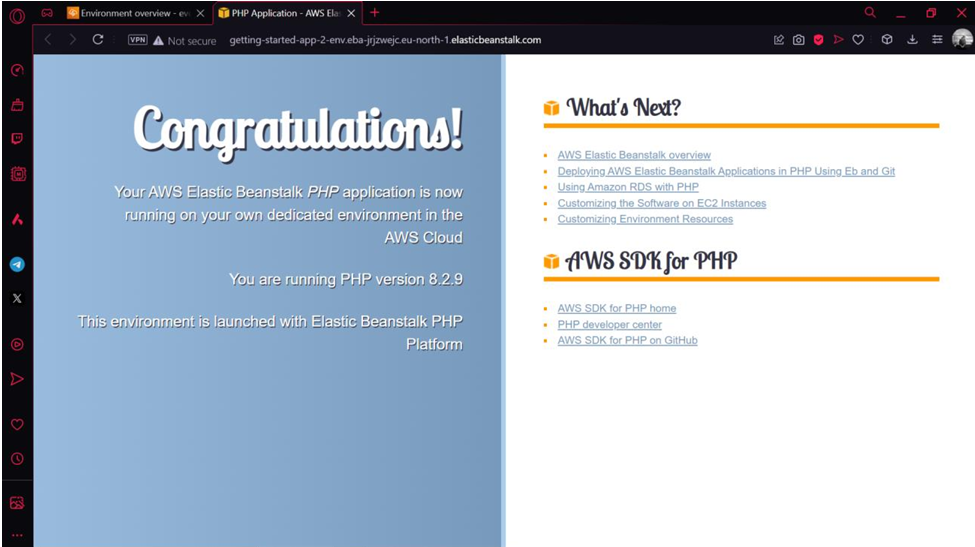 Environment overview - ev
PHP Application - AWS Elas
VPN
Not secure
getting-started-app-2-env.eba-jrjzwejc.eu-north-1.elasticbeanstalk.com
Congratulations!
Your AWS Elastic Beanstalk PHP application is now
running on your own dedicated environment in the
AWS Cloud
You are running PHP version 8.2.9
This environment is launched with Elastic Beanstalk PHP
Platform
What's Next?
AWS Elastic Beanstalk overview
Deploying AWS Elastic Beanstalk Applications in PHP Using Eb and Git
Using Amazon RDS with PHP
Customizing the Software on EC2 Instances
Customizing Environment Resources
AWS SDK for PHP
AWS SDK for PHP home
PHP developer center
AWS SDK for PHP on GitHub